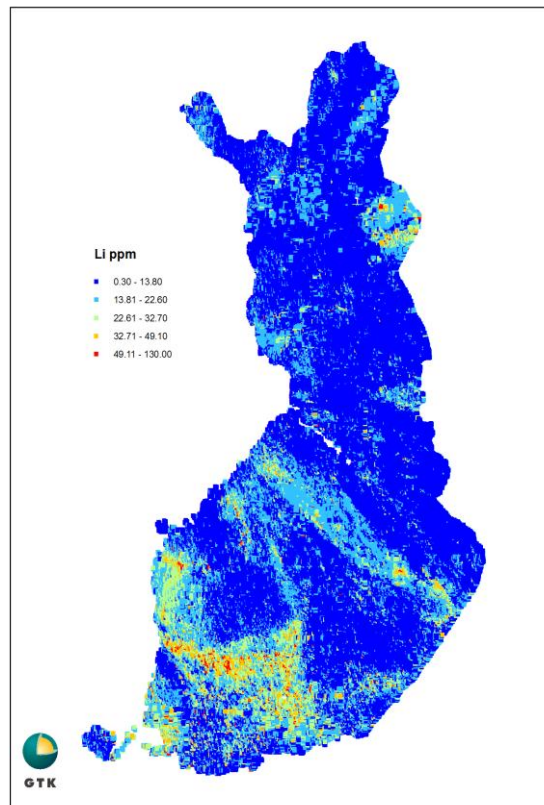 Li ppm
0.30 - 13.80
13.81 - 22.60
22.61 - 32.70
32.71 - 49.10
49.11 - 130.00
GTK